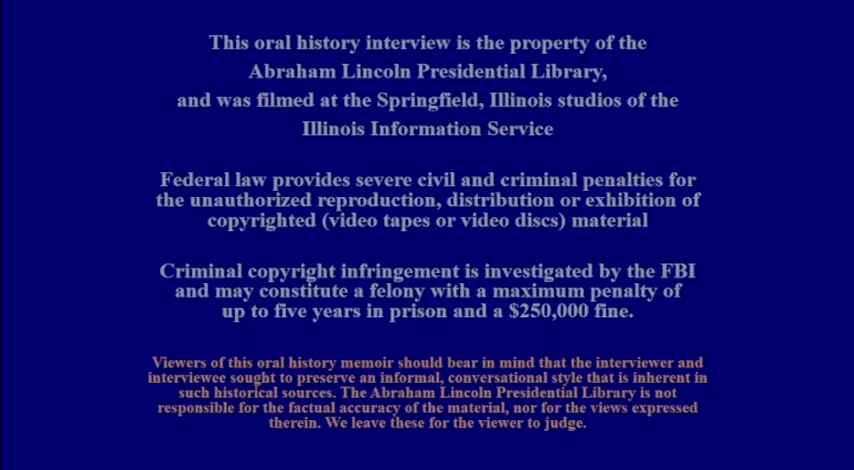 This oral history interview is the property of the
Abraham Lincoln Presidential Library,
and was filmed at the Springfield, Illinois studios of the
Illinois Information Service
Federal law provides severe civil and criminal penalties for
the unauthorized reproduction, distribution or exhibition of
copyrighted (video tapes or video discs) material
Criminal copyright infringement is investigated by the FBI
and may constitute a felony with a maximum penalty of
up to five years in prison and a $250,000 fine.
Viewers of this oral history memoir should bear in mind that the interviewer and
interviewee sought to preserve an informal, conversational style that is inherent in
such historical sources. The Abraham Lincoln Presidential Library is not
responsible for the factual accuracy of the material, nor for the views expressed
therein. We leave these for the viewer to judge.